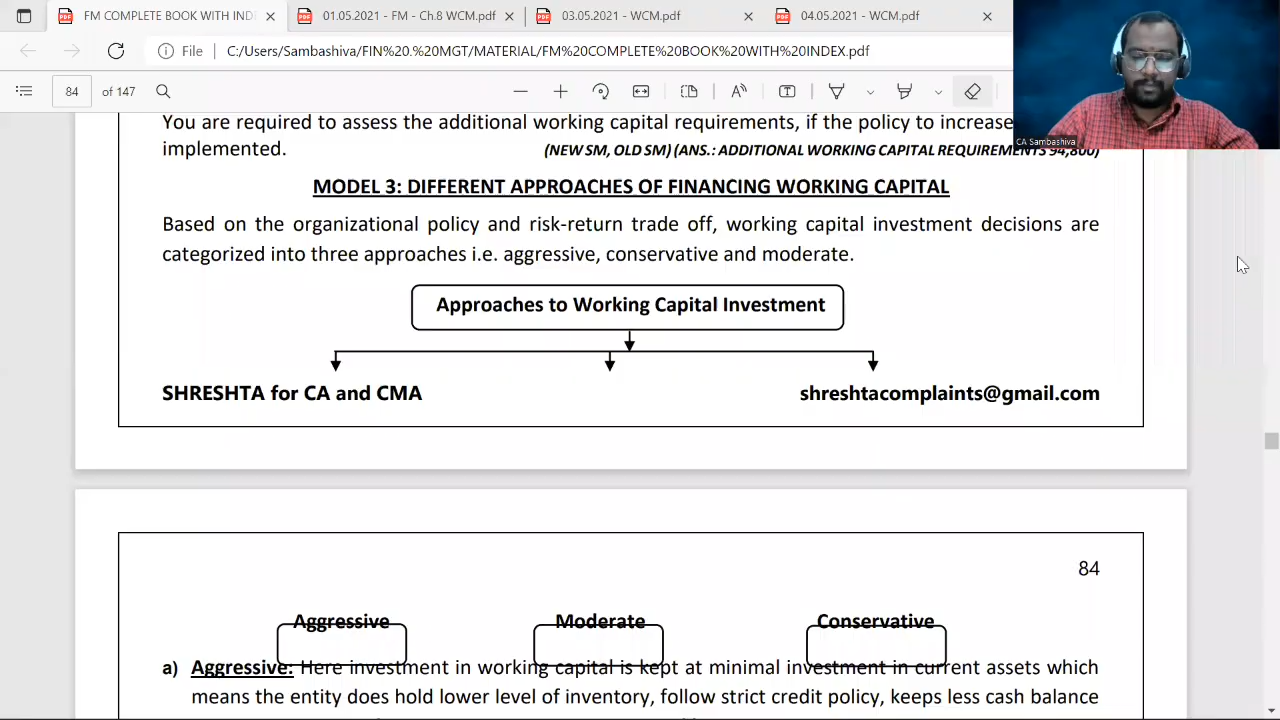 FM COMPLETE BOOK WITH IND
01.05.2021 - FM - Ch.8 WCM.pdf
03.05.2021 - WCM.pdf
04.05.2021 - WCM.pdf
File C:/Users/Sambashiva/FIN%20.%20MGT/MATERIAL/FM%20COMPLETE%20BOOK%20WITH%20INDEX.pdf
84 of 147
CA Sambashiva
You are required to assess the additional working capital requirements, if the policy to increase
implemented. (NEW SM, OLD SM) (ANS.: ADDITIONAL WORKING CAPITAL REQUIREMENTS 94,800)
MODEL 3: DIFFERENT APPROACHES OF FINANCING WORKING CAPITAL
Based on the organizational policy and risk-return trade off, working capital investment decisions are
categorized into three approaches i.e. aggressive, conservative and moderate.
Approaches to Working Capital Investment
SHRESHTA for CA and CMA shreshtacomplaints@gmail.com
84
Aggressive Moderate Conservative
a) Aggressive: Here investment in working capital is kept at minimal investment in current assets which
means the entity does hold lower level of inventory, follow strict credit policy, keeps less cash balance